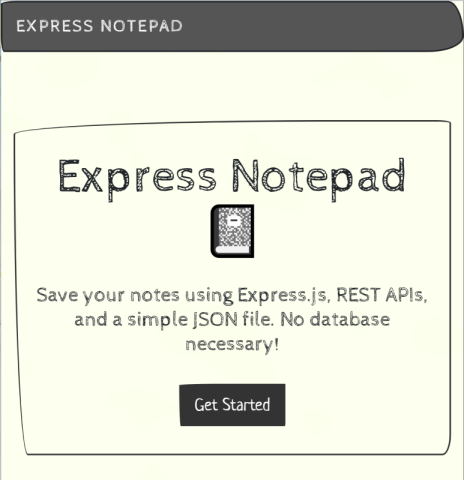 EXPRESS NOTEPAD
Express Notepad
Save your notes using Express.js, REST APIs,
and a simple JSON file. No database
necessary!
Get Started